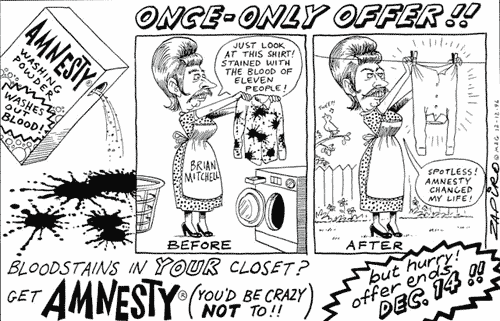 ONCE-ONLY OFFER!!
AMNESTY
WASHING
POWDER
WASHES
OUT
BLOOD!
JUST LOOK
AT THIS SHIRT!
STAINED WITH
THE BLOOD OF
ELEVEN
PEOPLE!
BRIAN
MITCHELL
BEFORE
SPOTLESS!
AMNESTY
CHANGED
MY LIFE!
AFTER
ZAPIRO
BLOODSTAINS IN YOUR CLOSET?
GET AMNESTY® (YOU'D BE CRAZY
NOT TO!!)
but hurry!
offer ends
DEC. 14!!